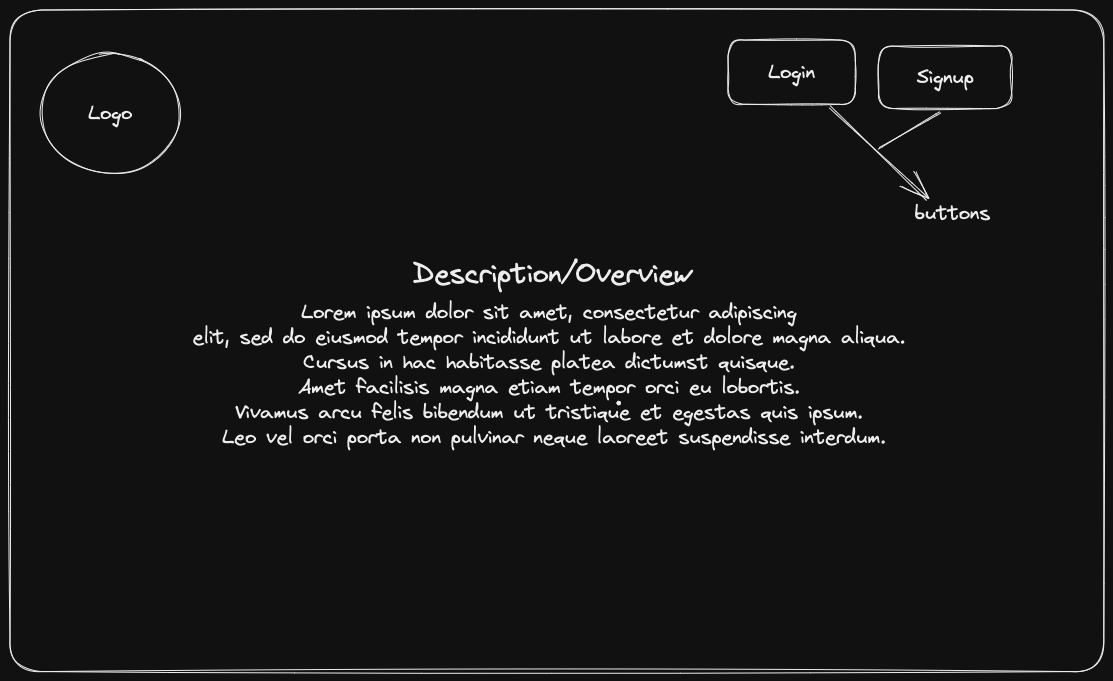 Logo
Login
Signup
buttons
Description/Overview
Lorem ipsum dolor sit amet, consectetur adipiscing
elit, sed do eiusmod tempor incididunt ut labore et dolore magna aliqua.
Cursus in hac habitasse platea dictumst quisque.
Amet facilisis magna etiam tempor orci eu lobortis.
Vivamus arcu felis bibendum ut tristique et egestas quis ipsum.
Leo vel orci porta non pulvinar neque laoreet suspendisse interdum.